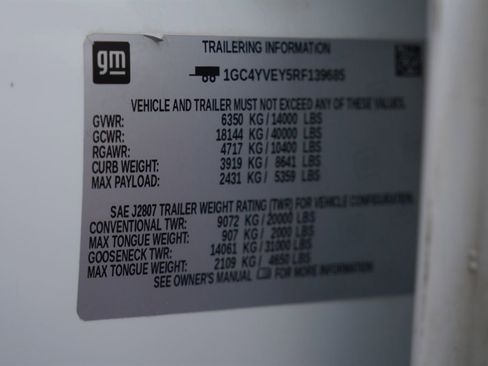 gm
TRAILERING INFORMATION
1GC4YVEY5RF139685
VEHICLE AND TRAILER MUST NOT EXCEED ANY OF THESE VALUES.
GVWR: 6350 KG / 14000 LBS
GCWR: 18144 KG / 40000 LBS
RGAWR: 4717 KG / 10400 LBS
CURB WEIGHT: 3919 KG / 8641 LBS
MAX PAYLOAD: 2431 KG / 5359 LBS
SAE J2807 TRAILER WEIGHT RATING (TWR) FOR VEHICLE CONFIGURATION.
CONVENTIONAL TWR: 9072 KG / 20000 LBS
MAX TONGUE WEIGHT: 907 KG / 2000 LBS
GOOSENECK TWR: 14061 KG / 31000 LBS
MAX TONGUE WEIGHT: 2109 KG / 4650 LBS
SEE OWNER'S MANUAL FOR MORE INFORMATION